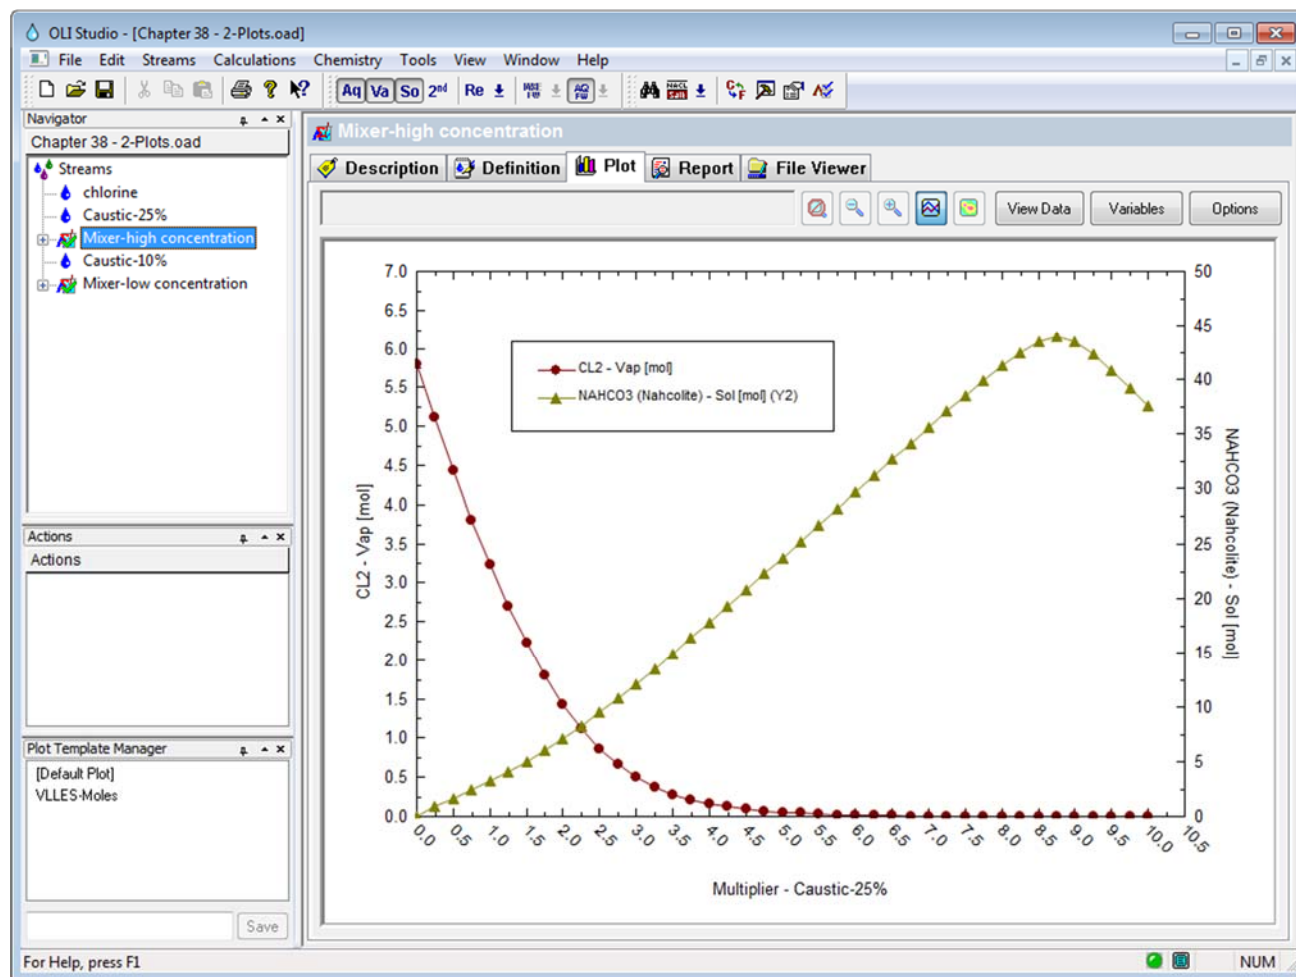 OLI Studio - [Chapter 38 - 2-Plots.oad]
File Edit Streams Calculations Chemistry Tools View Window Help
Aq Va So 2nd Re
Navigator
Chapter 38 - 2-Plots.oad
Streams
chlorine
Caustic-25%
Mixer-high concentration
Caustic-10%
Mixer-low concentration
Actions
Actions
Plot Template Manager
[Default Plot]
VLLES-Moles
Save
Mixer-high concentration
Description Definition Plot Report File Viewer
View Data Variables Options
7.0
6.5
6.0
5.5
5.0
4.5
4.0
3.5
3.0
2.5
2.0
1.5
1.0
0.5
0.0
CL2 - Vap [mol]
CL2 - Vap [mol]
NAHCO3 (Nahcolite) - Sol [mol] (Y2)
50
45
40
35
30
25
20
15
10
5
0
NAHCO3 (Nahcolite) - Sol [mol]
0.0 0.5 1.0 1.5 2.0 2.5 3.0 3.5 4.0 4.5 5.0 5.5 6.0 6.5 7.0 7.5 8.0 8.5 9.0 9.5 10.0 10.5
Multiplier - Caustic-25%
For Help, press F1
NUM